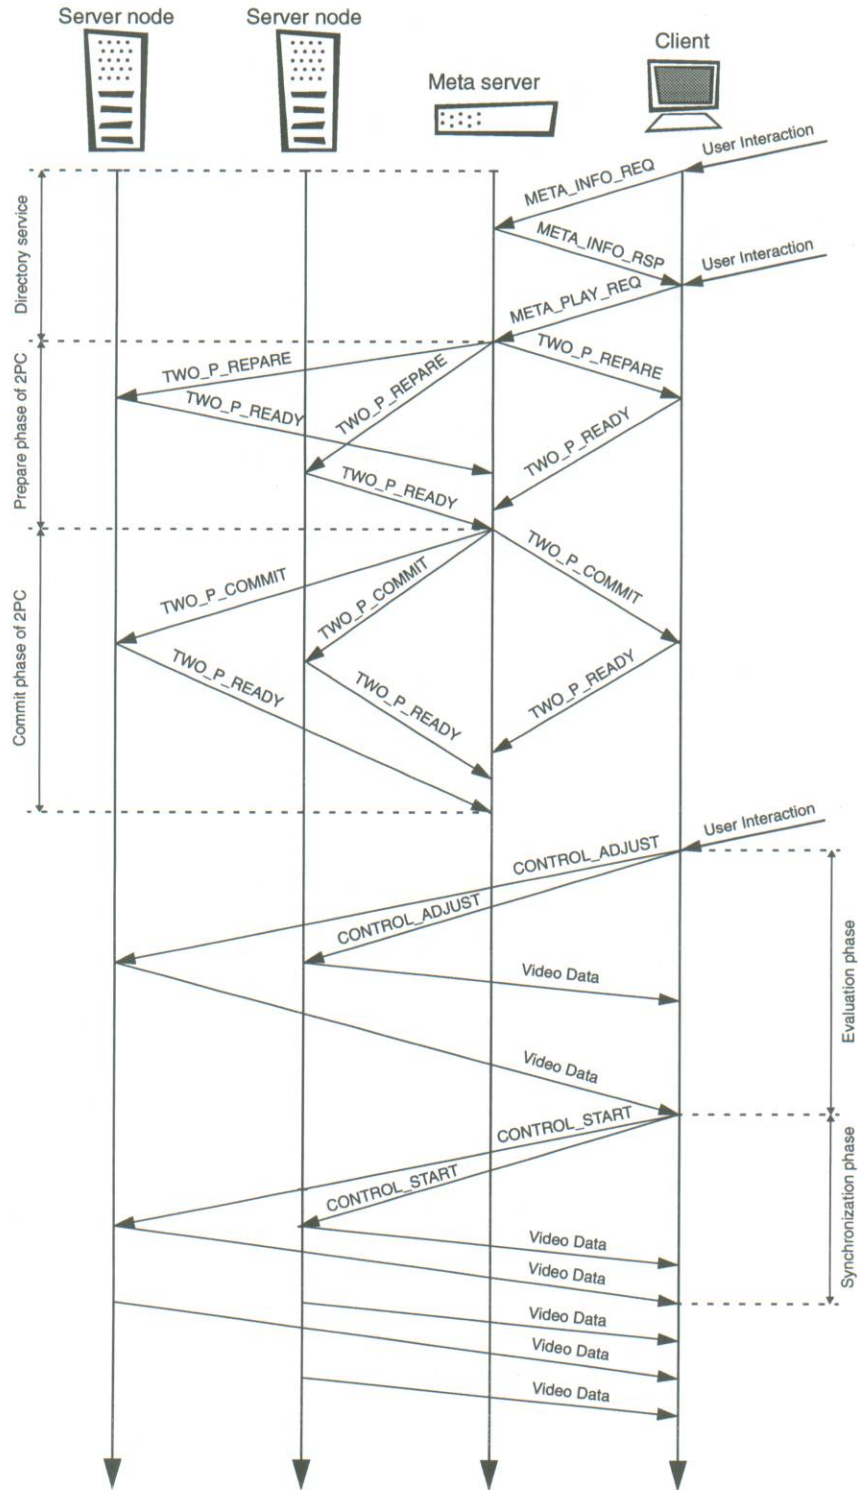 Server node
Server node
Meta server
Client
User Interaction
META_INFO_REQ
META_INFO_RSP
User Interaction
META_PLAY_REQ
Directory service
TWO_P_REPARE
TWO_P_REPARE
TWO_P_REPARE
TWO_P_READY
TWO_P_READY
TWO_P_READY
Prepare phase of 2PC
TWO_P_COMMIT
TWO_P_COMMIT
TWO_P_COMMIT
TWO_P_READY
TWO_P_READY
TWO_P_READY
Commit phase of 2PC
User Interaction
CONTROL_ADJUST
CONTROL_ADJUST
Video Data
Video Data
Evaluation phase
CONTROL_START
CONTROL_START
Video Data
Video Data
Synchronization phase
Video Data
Video Data
Video Data